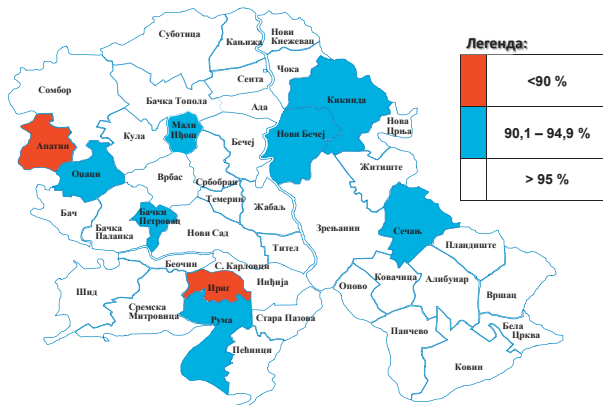 Суботица
Кањижа
Нови
Кнежевац
Чока
Сента
Сомбор
Бачка Топола
Ада
Кикинда
Нова
Црња
Апатин
Кула
Мали
Иђош
Бечеј
Нови Бечеј
Оџаци
Врбас
Србобран
Житиште
Темерин
Жабаљ
Бач
Бачки
Петровац
Бачка
Паланка
Нови Сад
Зрењанин
Сечањ
Тител
Пландиште
Беочин
С. Карловци
Шид
Ириг
Инђија
Опово
Ковачица
Алибунар
Вршац
Сремска
Митровица
Рума
Стара Пазова
Панчево
Бела
Црква
Пећинци
Ковин
Легенда:
<90 %
90,1 – 94,9 %
> 95 %